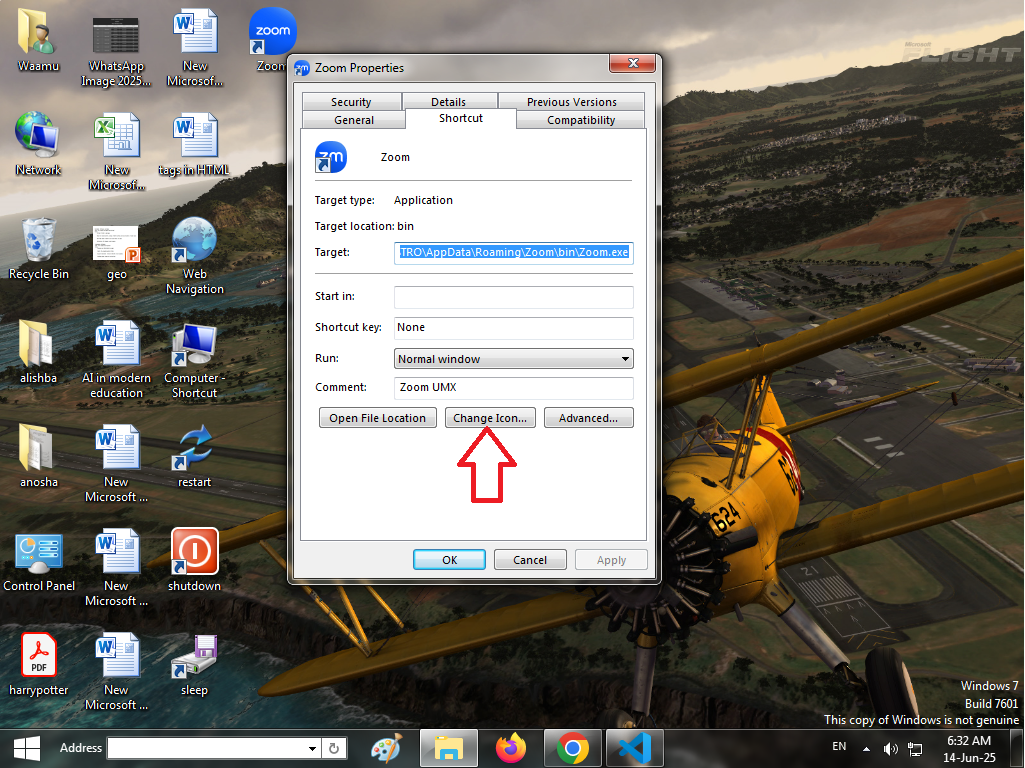 Waamu
WhatsApp
Image 2025...
New
Microsof...
zoom
Zoom
Network
New
Microsof...
tags in HTML
Recycle Bin
geo
Web
Navigation
alishba
AI in modern
education
Computer -
Shortcut
anosha
New
Microsoft ...
restart
Control Panel
New
Microsoft ...
shutdown
PDF
harrypotter
New
Microsoft ...
sleep
Zoom Properties
Security
Details
Previous Versions
General
Shortcut
Compatibility
zm
Zoom
Target type: Application
Target location: bin
Target: TRO\AppData\Roaming\Zoom\bin\Zoom.exe
Start in:
Shortcut key: None
Run: Normal window
Comment: Zoom UMX
Open File Location
Change Icon...
Advanced...
OK
Cancel
Apply
Microsoft
FLIGHT
624
21
Windows 7
Build 7601
This copy of Windows is not genuine
Address
EN
6:32 AM
14-Jun-25